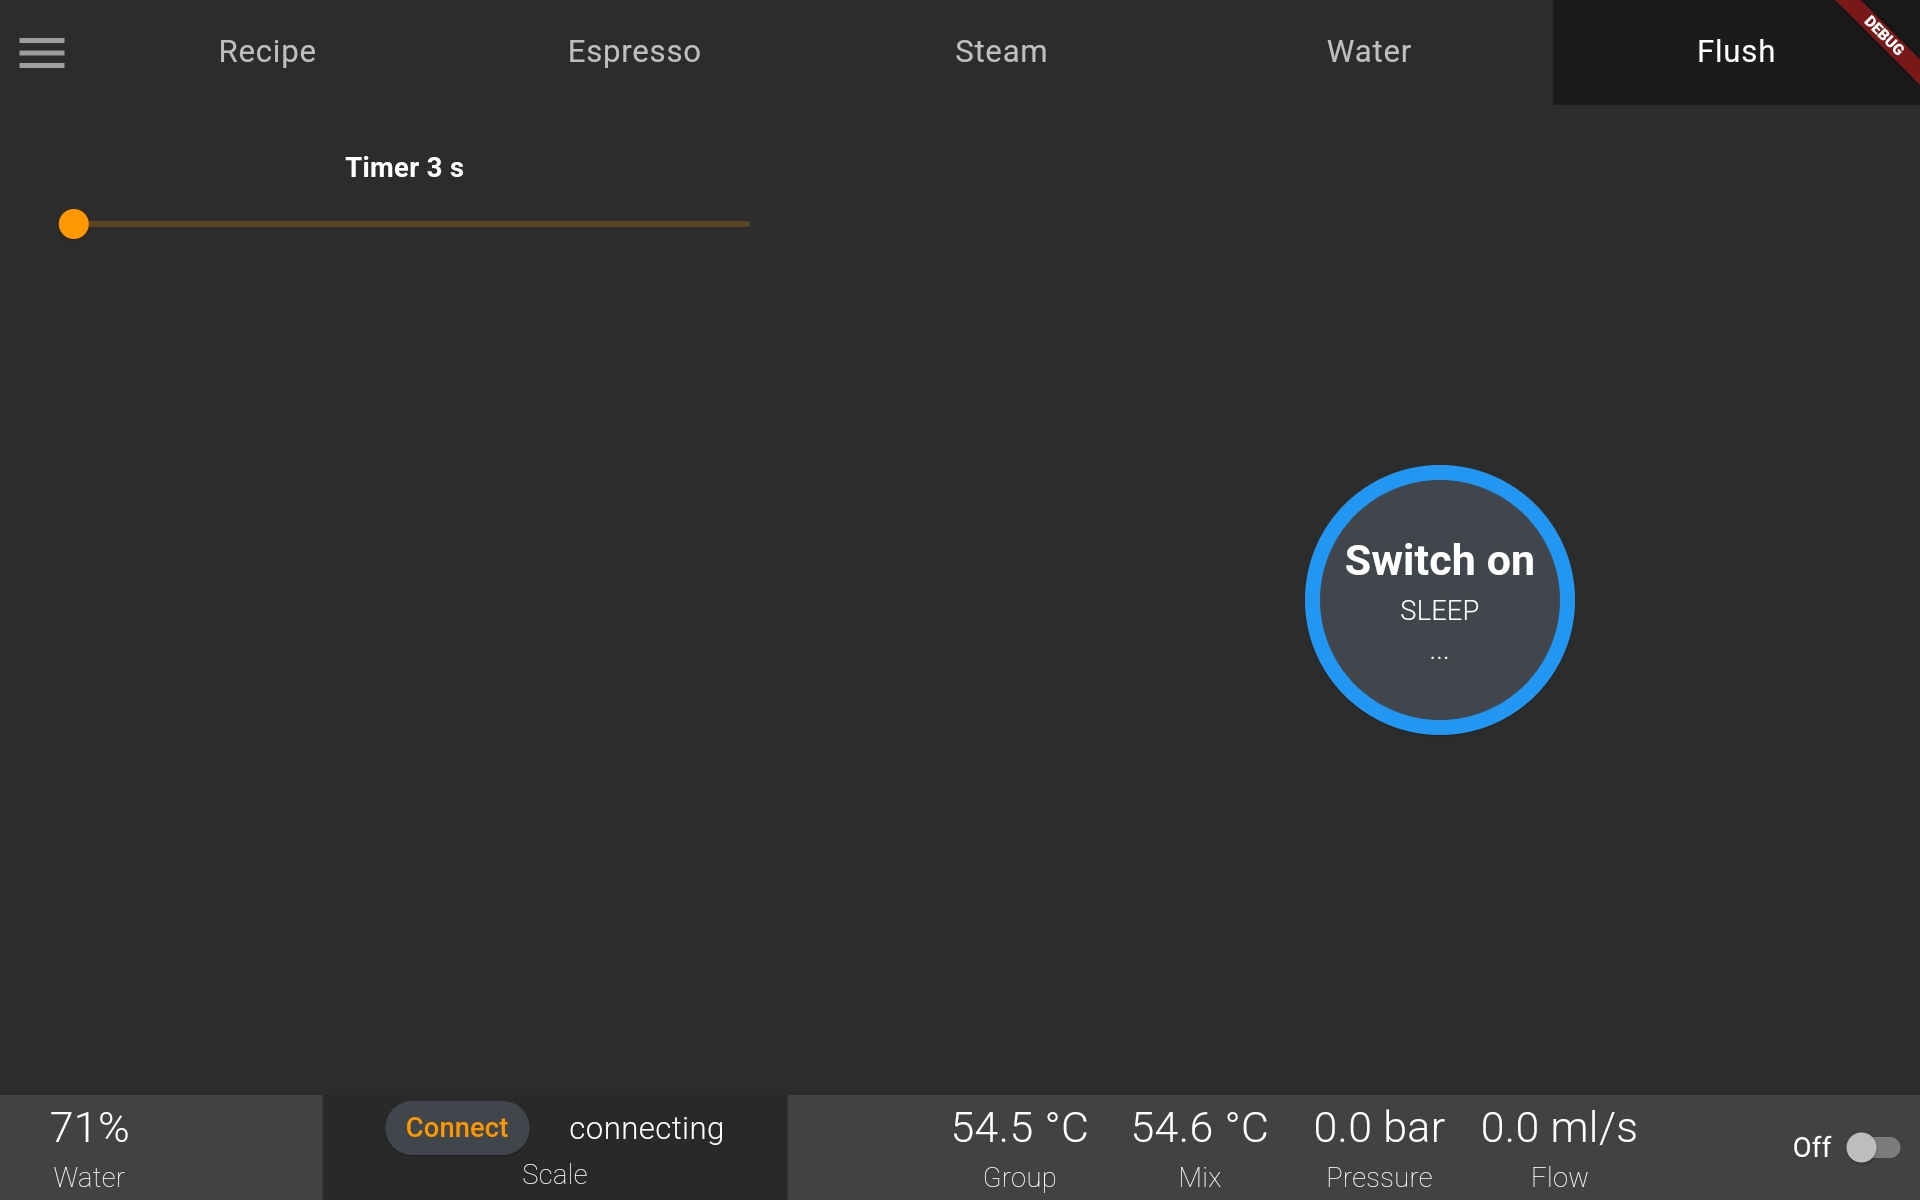 Recipe Espresso Steam Water Flush
DEBUG
Timer 3 s
Switch on
SLEEP
...
71% Connect connecting 54.5 °C 54.6 °C 0.0 bar 0.0 ml/s Off
Water Scale Group Mix Pressure Flow